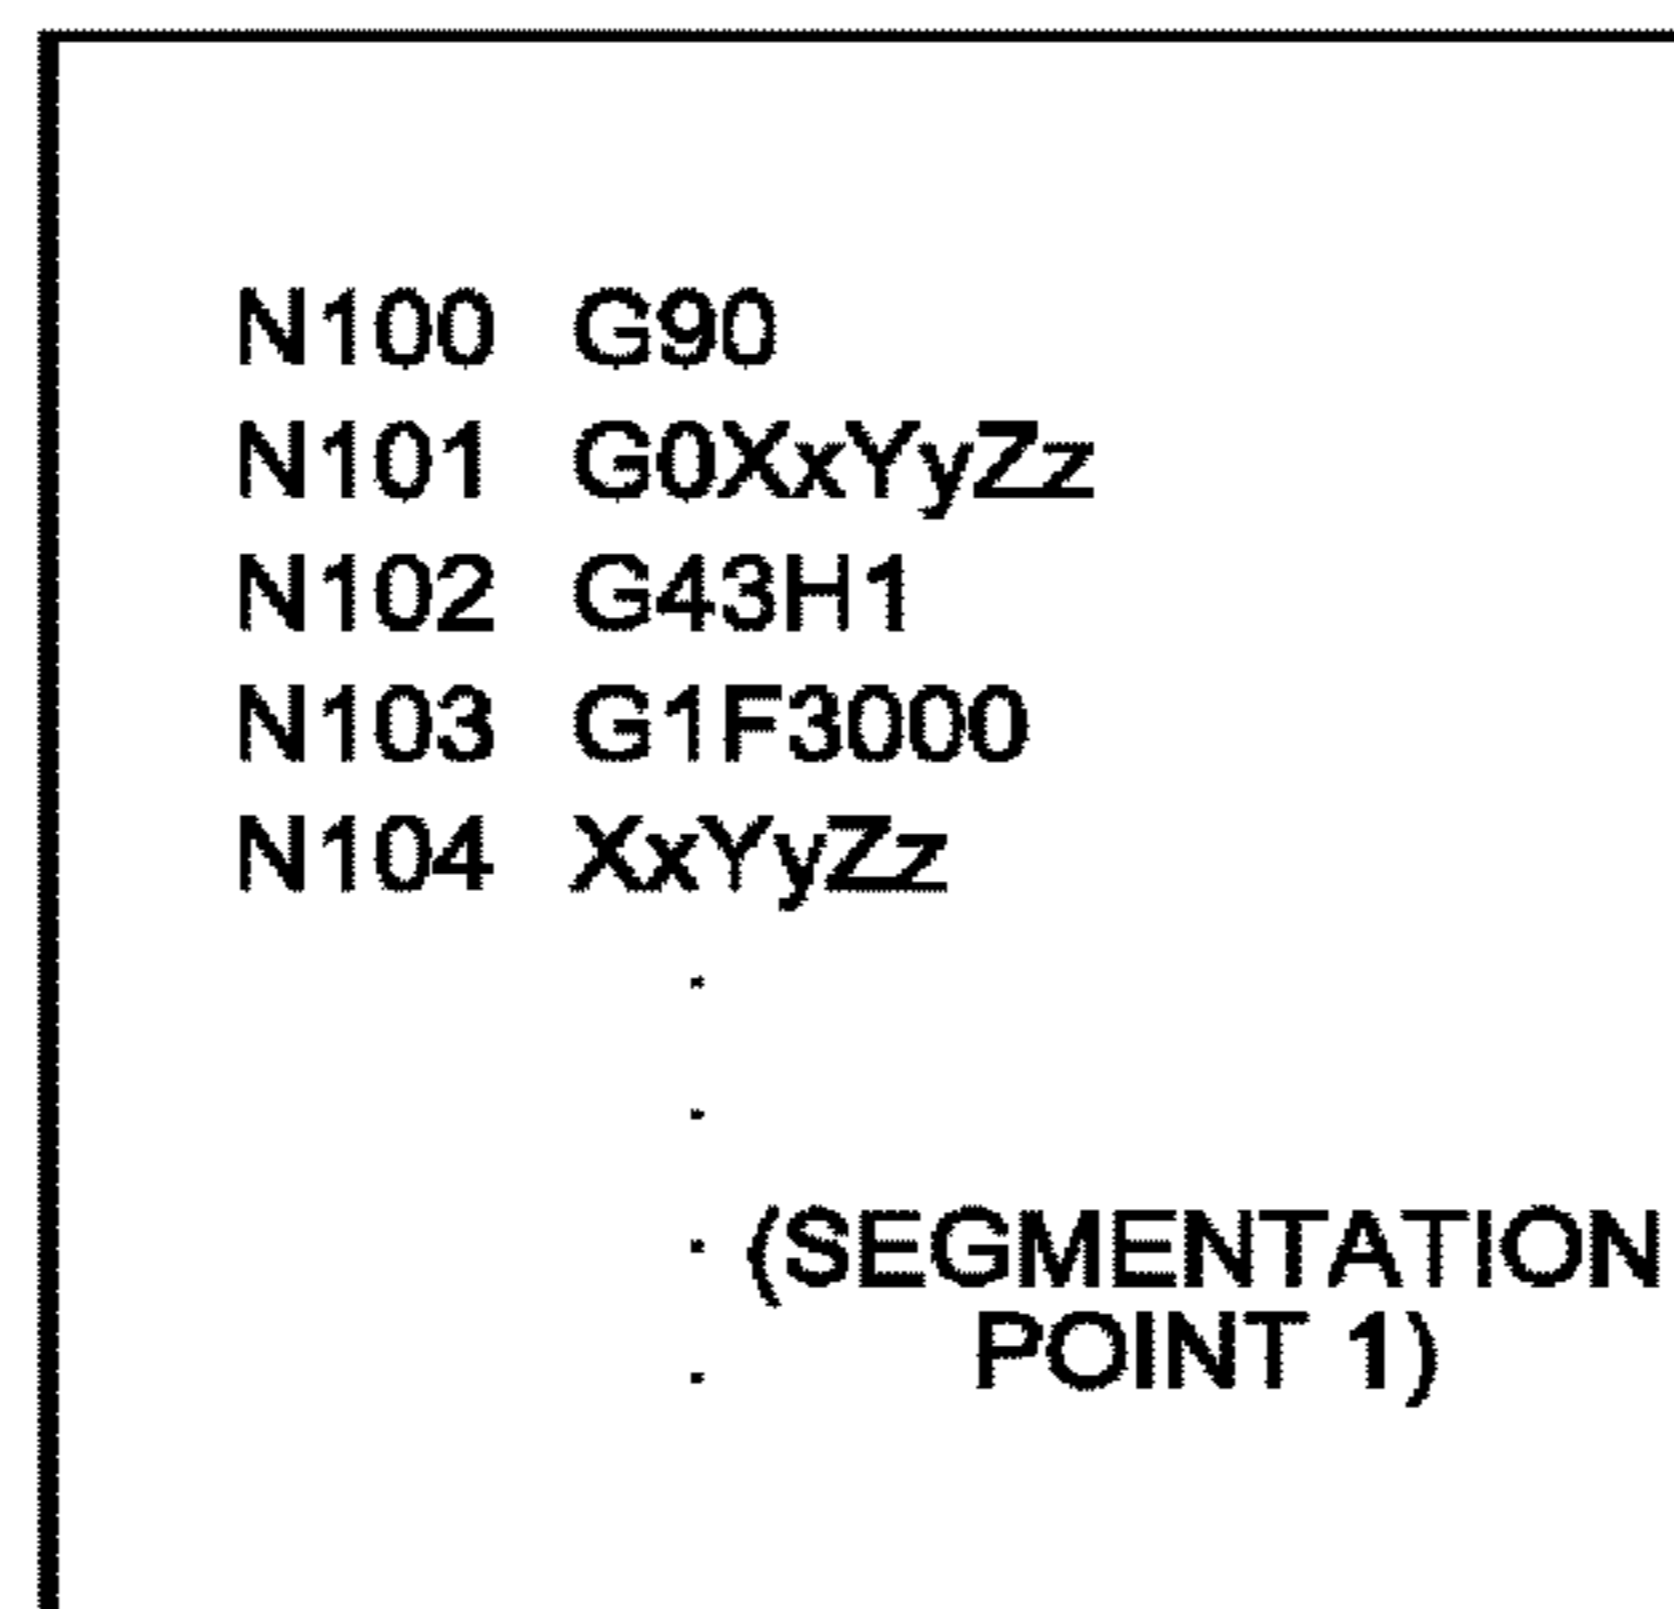 N100 G90
N101 G0XxYyZz
N102 G43H1
N103 G1F3000
N104 XxYyZz
.
.
. (SEGMENTATION
. POINT 1)